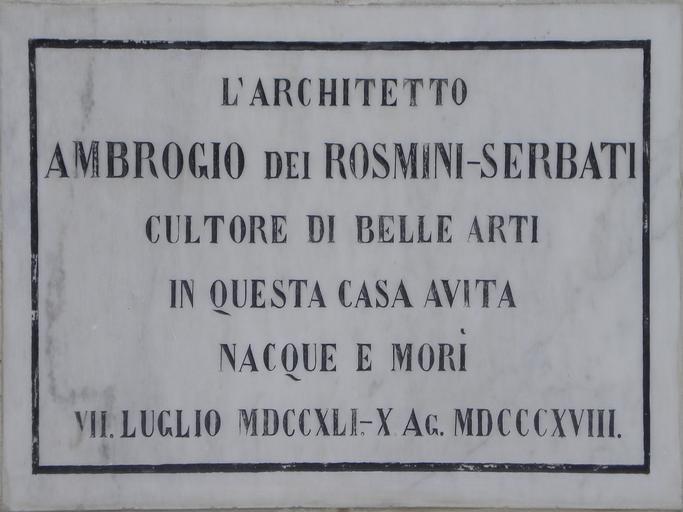 L'ARCHITETTO
AMBROGIO DEI ROSMINI-SERBATI
CULTORE DI BELLE ARTI
IN QUESTA CASA AVITA
NACQUE E MORÌ
VII. LUGLIO MDCCXLI.-X AG. MDCCCXVIII.